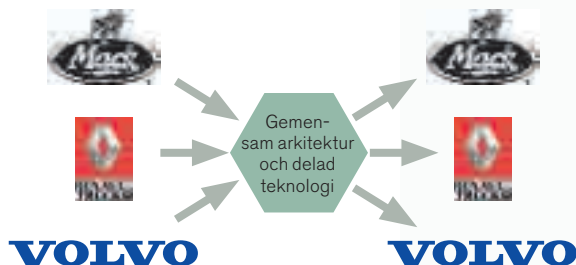 Mack
Mack
Gemen-
sam arkitektur
och delad
teknologi
VOLVO
VOLVO